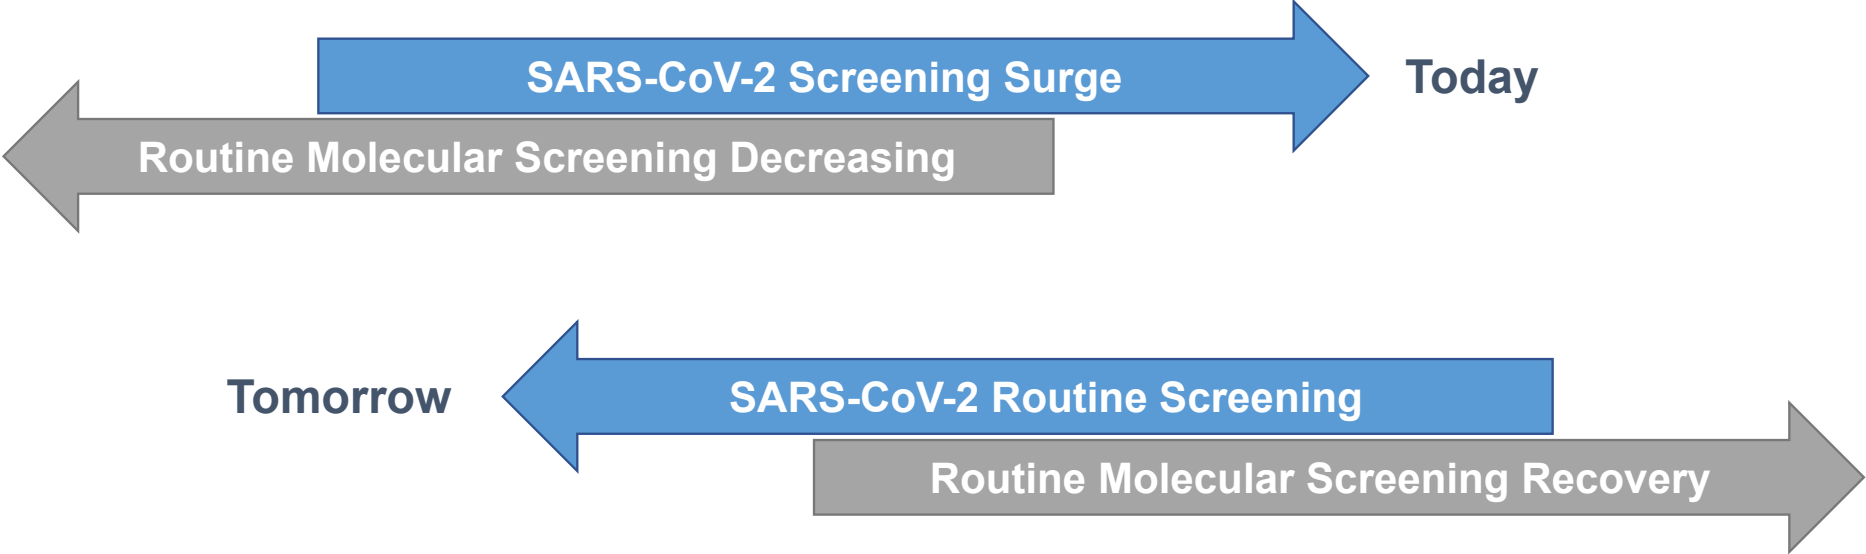 SARS-CoV-2 Screening Surge
Today
Routine Molecular Screening Decreasing
Tomorrow
SARS-CoV-2 Routine Screening
Routine Molecular Screening Recovery